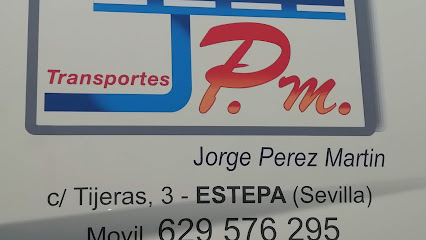 Transportes J.P.m.
Jorge Perez Martin
c/ Tijeras, 3 - ESTEPA (Sevilla)
Movil 629 576 295